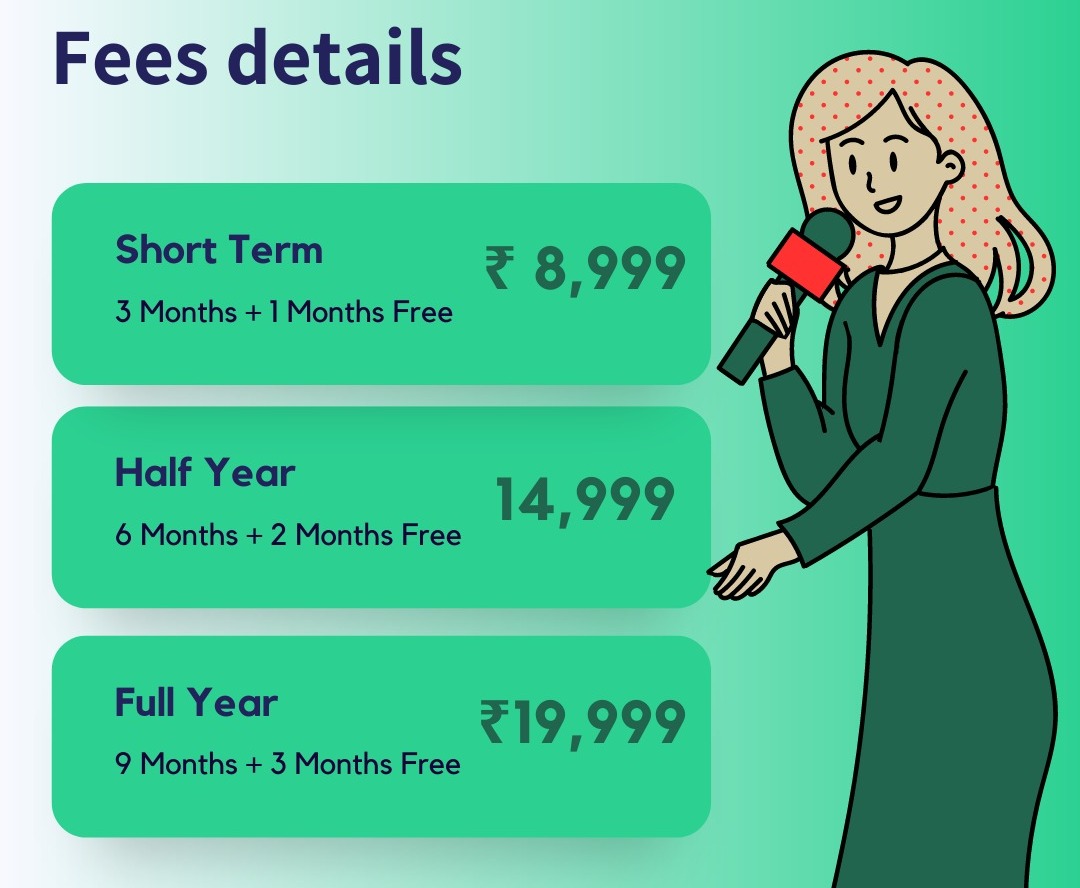 Fees details
Short Term
₹ 8,999
3 Months + 1 Months Free
Half Year
14,999
6 Months + 2 Months Free
Full Year
₹19,999
9 Months + 3 Months Free